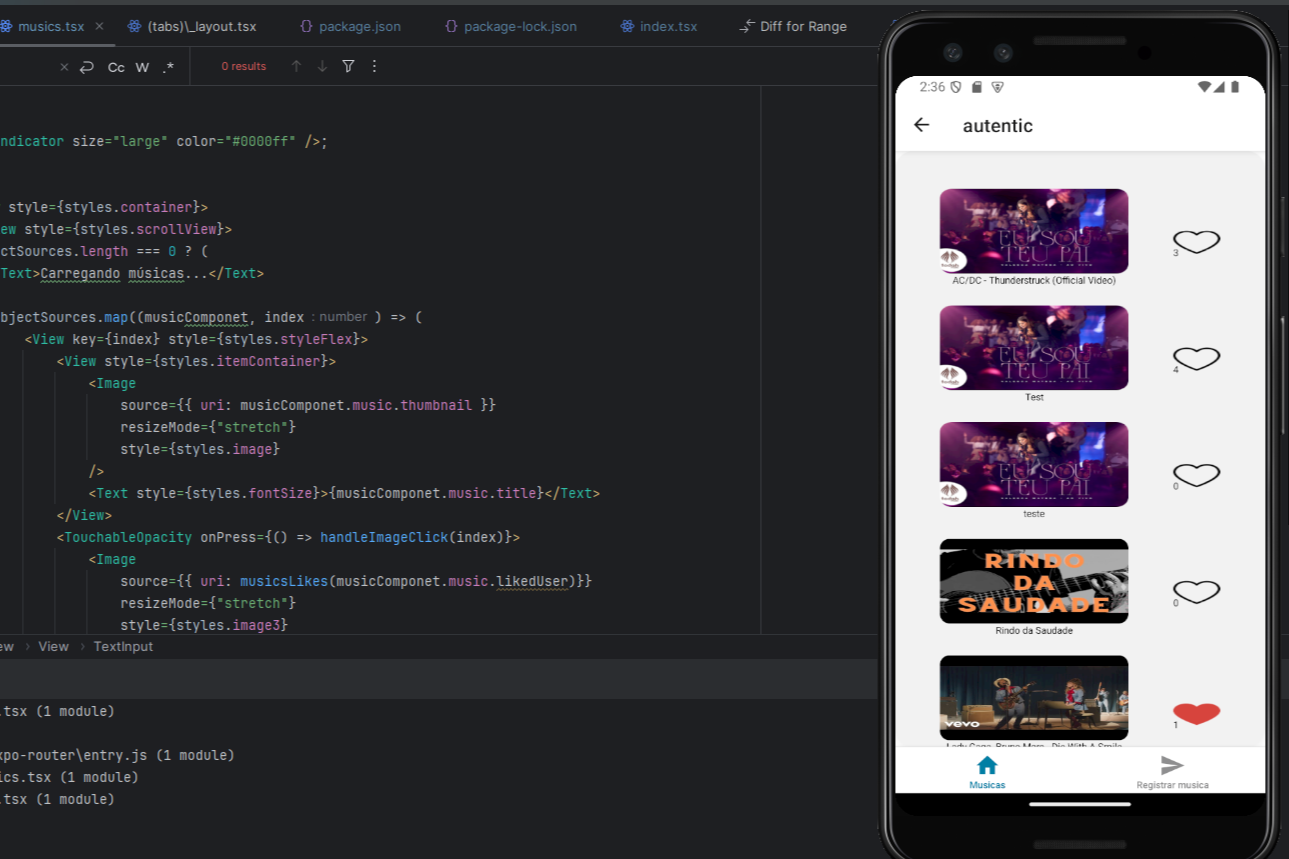 musics.tsx × (tabs)\_layout.tsx {} package.json {} package-lock.json index.tsx Diff for Range
× Cc W .* 0 results
ndicator size="large" color="#0000ff" />;
style={styles.container}>
ew style={styles.scrollView}>
ctSources.length === 0 ? (
Text>Carregando músicas...</Text>
bjectSources.map((musicComponet, index : number ) => (
<View key={index} style={styles.styleFlex}>
<View style={styles.itemContainer}>
<Image
source={{ uri: musicComponet.music.thumbnail }}
resizeMode={"stretch"}
style={styles.image}
/>
<Text style={styles.fontSize}>{musicComponet.music.title}</Text>
</View>
<TouchableOpacity onPress={() => handleImageClick(index)}>
<Image
source={{ uri: musicsLikes(musicComponet.music.likedUser)}}
resizeMode={"stretch"}
style={styles.image3}
ew › View › TextInput
.tsx (1 module)
xpo-router\entry.js (1 module)
ics.tsx (1 module)
.tsx (1 module)
2:36
autentic
EU SOU
TEU PAI
3
AC/DC - Thunderstruck (Official Video)
EU SOU
TEU PAI
4
Test
EU SOU
TEU PAI
0
teste
RINDO
DA
SAUDADE
0
Rindo da Saudade
vevo
1
Lady Gaga, Bruno Mars - Die With A Smile
Musicas
Registrar musica